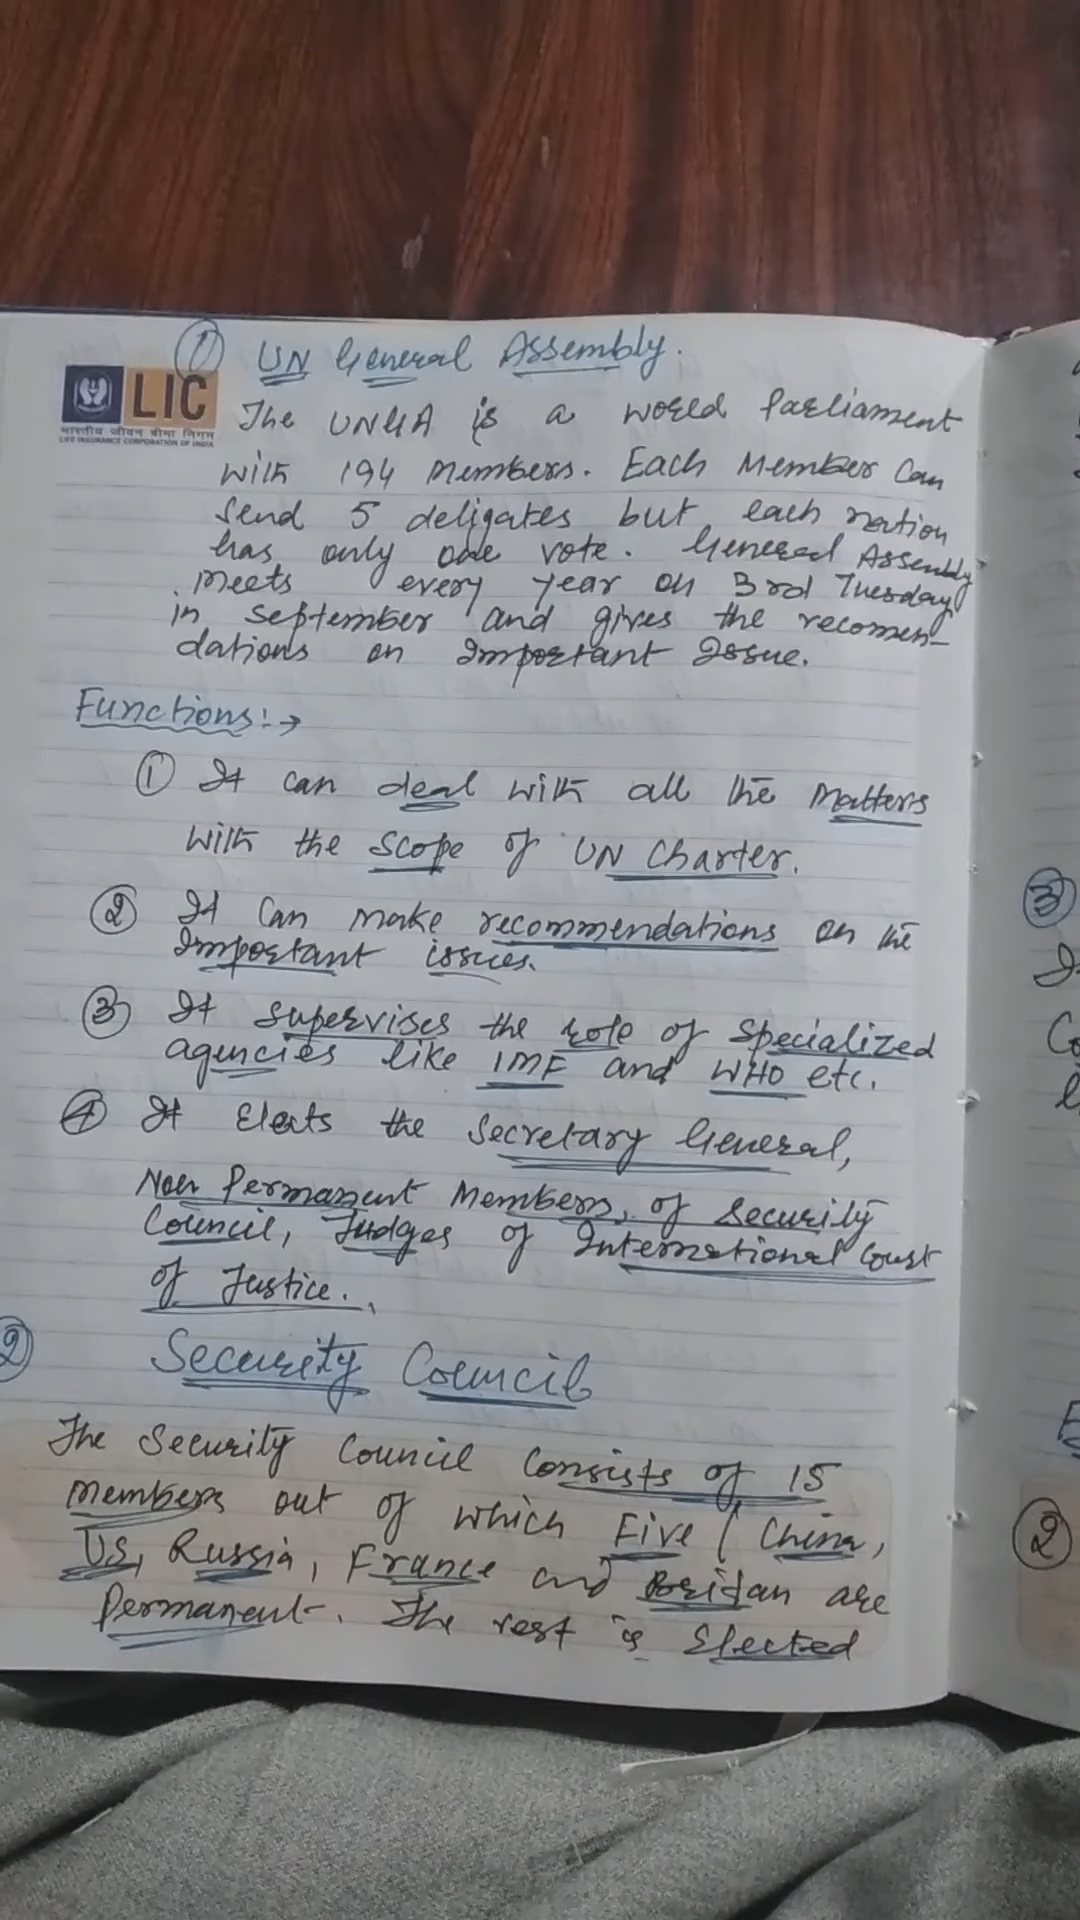 ① UN General Assembly.
LIC
भारतीय जीवन बीमा निगम
LIFE INSURANCE CORPORATION OF INDIA
The UNGA is a world Parliament
with 194 members. Each Member Can
Send 5 deligates but each nation
has only one vote. General Assembly
meets every year on 3rd Tuesday
in september and gives the recomen-
dations on Important Issue.
Functions:→
① It can deal with all the Matters
with the scope of UN Charter.
② It Can make recommendations on the
Important issues.
③ It supervises the role of Specialized
agencies like IMF and WHO etc.
④ It Elects the Secretary General,
Non Permanent Members, of Security
Council, Judges of International Court
of Justice.
② Security Council
The Security Council Consists of 15
members out of which Five ( China,
US, Russia, France and Britan are
Permanent. The rest is Elected
③
②